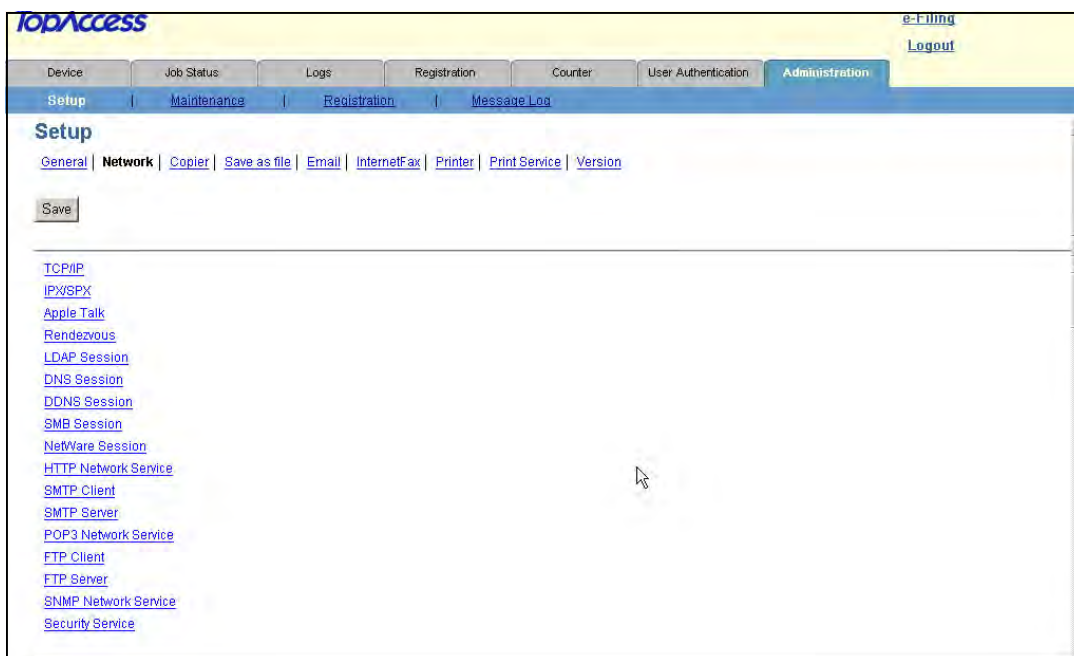 TopAccess
e-Filing
Logout
Device Job Status Logs Registration Counter User Authentication Administration
Setup | Maintenance | Registration | Message Log
Setup
General | Network | Copier | Save as file | Email | InternetFax | Printer | Print Service | Version
Save
TCP/IP
IPX/SPX
Apple Talk
Rendezvous
LDAP Session
DNS Session
DDNS Session
SMB Session
NetWare Session
HTTP Network Service
SMTP Client
SMTP Server
POP3 Network Service
FTP Client
FTP Server
SNMP Network Service
Security Service